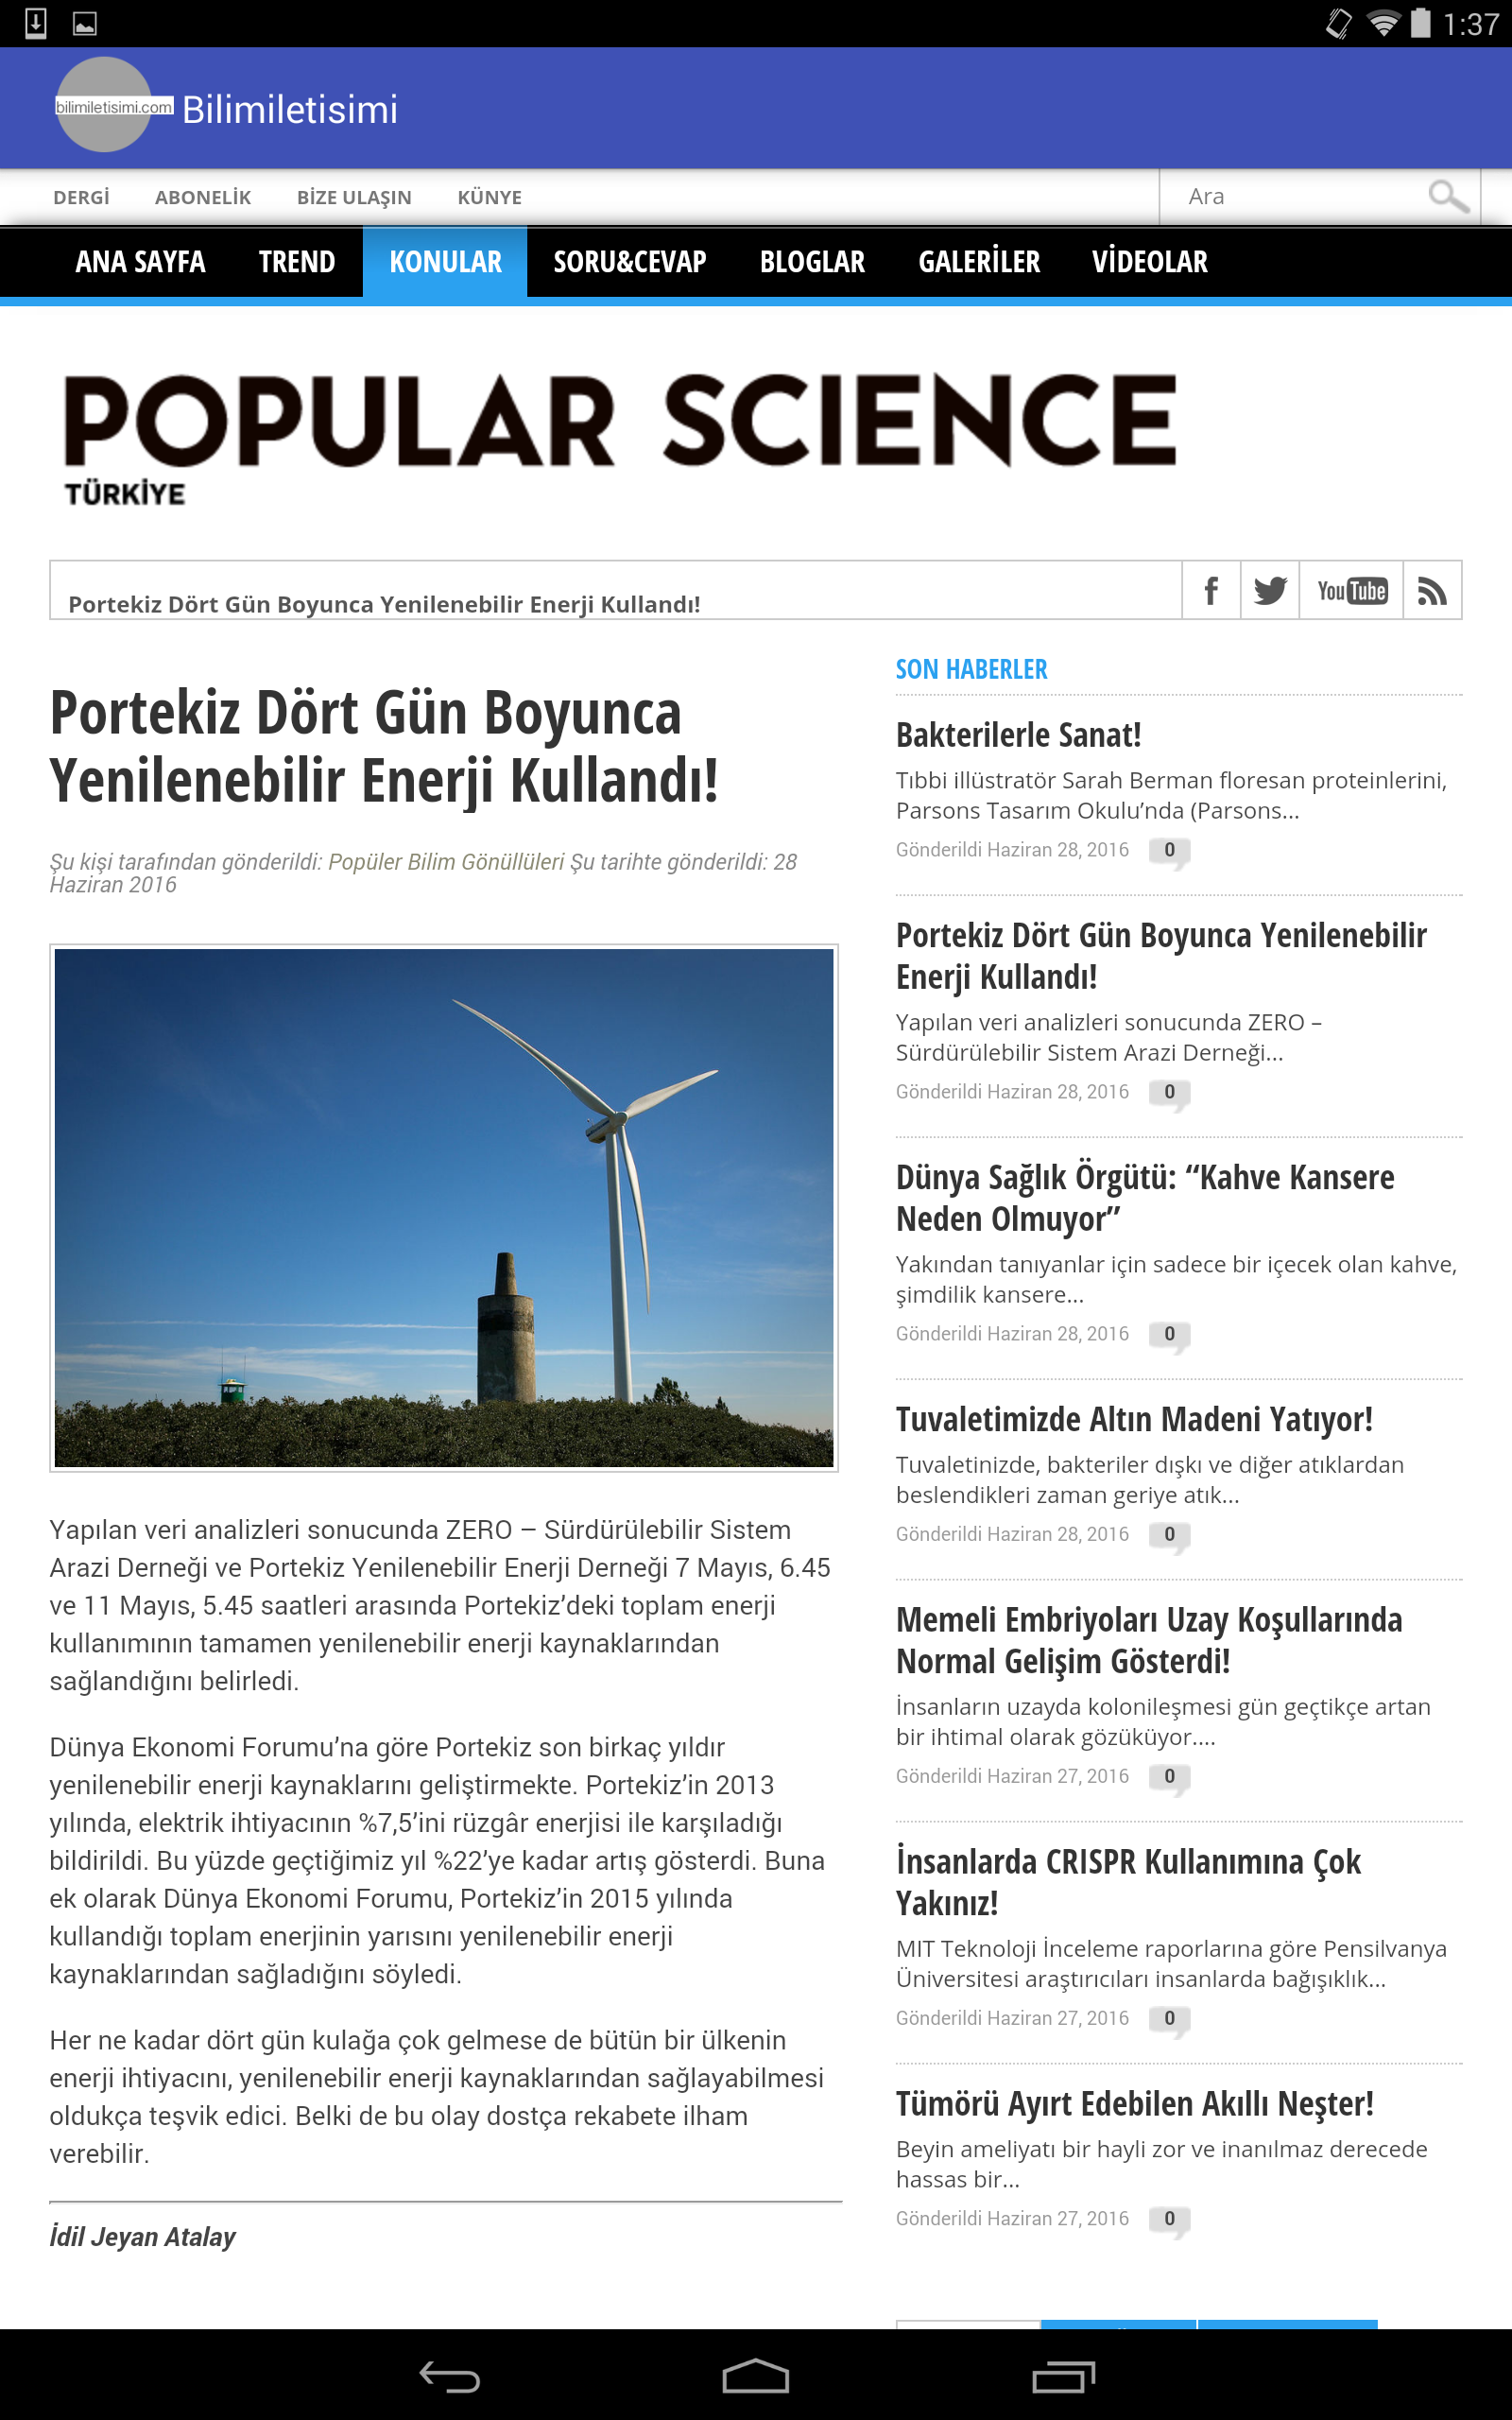 1:37
bilimiletisimi.com Bilimiletisimi
DERGİ ABONELİK BİZE ULAŞIN KÜNYE Ara
ANA SAYFA TREND KONULAR SORU&CEVAP BLOGLAR GALERİLER VİDEOLAR
POPULAR SCIENCE
TÜRKİYE
Portekiz Dört Gün Boyunca Yenilenebilir Enerji Kullandı!
f You Tube
Portekiz Dört Gün Boyunca
Yenilenebilir Enerji Kullandı!
Şu kişi tarafından gönderildi: Popüler Bilim Gönüllüleri Şu tarihte gönderildi: 28
Haziran 2016
Yapılan veri analizleri sonucunda ZERO – Sürdürülebilir Sistem
Arazi Derneği ve Portekiz Yenilenebilir Enerji Derneği 7 Mayıs, 6.45
ve 11 Mayıs, 5.45 saatleri arasında Portekiz’deki toplam enerji
kullanımının tamamen yenilenebilir enerji kaynaklarından
sağlandığını belirledi.
Dünya Ekonomi Forumu’na göre Portekiz son birkaç yıldır
yenilenebilir enerji kaynaklarını geliştirmekte. Portekiz’in 2013
yılında, elektrik ihtiyacının %7,5’ini rüzgâr enerjisi ile karşıladığı
bildirildi. Bu yüzde geçtiğimiz yıl %22’ye kadar artış gösterdi. Buna
ek olarak Dünya Ekonomi Forumu, Portekiz’in 2015 yılında
kullandığı toplam enerjinin yarısını yenilenebilir enerji
kaynaklarından sağladığını söyledi.
Her ne kadar dört gün kulağa çok gelmese de bütün bir ülkenin
enerji ihtiyacını, yenilenebilir enerji kaynaklarından sağlayabilmesi
oldukça teşvik edici. Belki de bu olay dostça rekabete ilham
verebilir.
İdil Jeyan Atalay
SON HABERLER
Bakterilerle Sanat!
Tıbbi illüstratör Sarah Berman floresan proteinlerini,
Parsons Tasarım Okulu’nda (Parsons...
Gönderildi Haziran 28, 2016 0
Portekiz Dört Gün Boyunca Yenilenebilir
Enerji Kullandı!
Yapılan veri analizleri sonucunda ZERO –
Sürdürülebilir Sistem Arazi Derneği...
Gönderildi Haziran 28, 2016 0
Dünya Sağlık Örgütü: “Kahve Kansere
Neden Olmuyor”
Yakından tanıyanlar için sadece bir içecek olan kahve,
şimdilik kansere...
Gönderildi Haziran 28, 2016 0
Tuvaletimizde Altın Madeni Yatıyor!
Tuvaletinizde, bakteriler dışkı ve diğer atıklardan
beslendikleri zaman geriye atık...
Gönderildi Haziran 28, 2016 0
Memeli Embriyoları Uzay Koşullarında
Normal Gelişim Gösterdi!
İnsanların uzayda kolonileşmesi gün geçtikçe artan
bir ihtimal olarak gözüküyor....
Gönderildi Haziran 27, 2016 0
İnsanlarda CRISPR Kullanımına Çok
Yakınız!
MIT Teknoloji İnceleme raporlarına göre Pensilvanya
Üniversitesi araştırıcıları insanlarda bağışıklık...
Gönderildi Haziran 27, 2016 0
Tümörü Ayırt Edebilen Akıllı Neşter!
Beyin ameliyatı bir hayli zor ve inanılmaz derecede
hassas bir...
Gönderildi Haziran 27, 2016 0